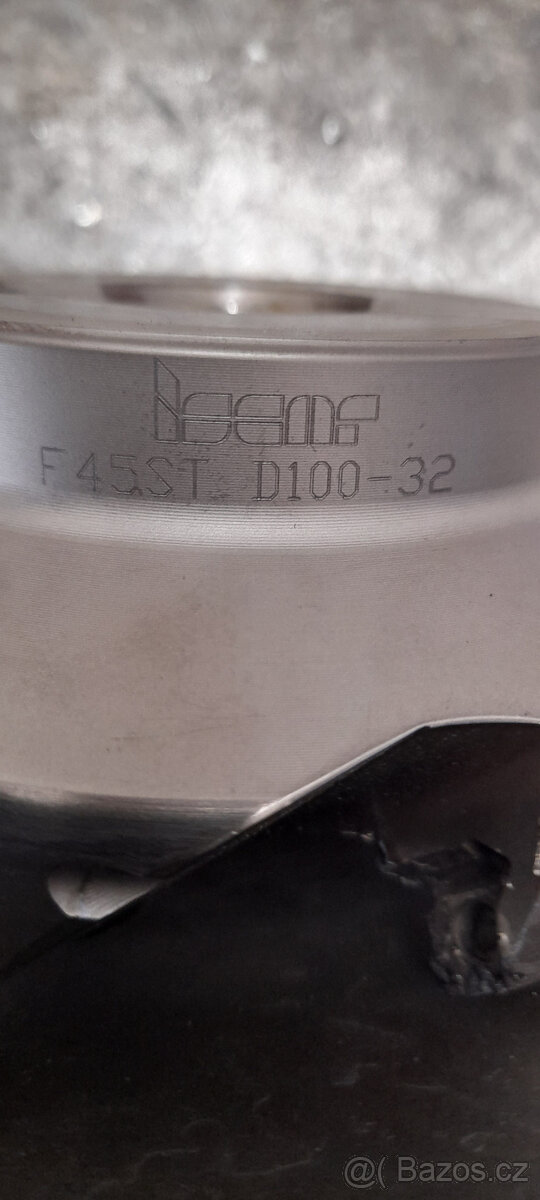 iscar
F45ST D100-32
@( Bazos.cz